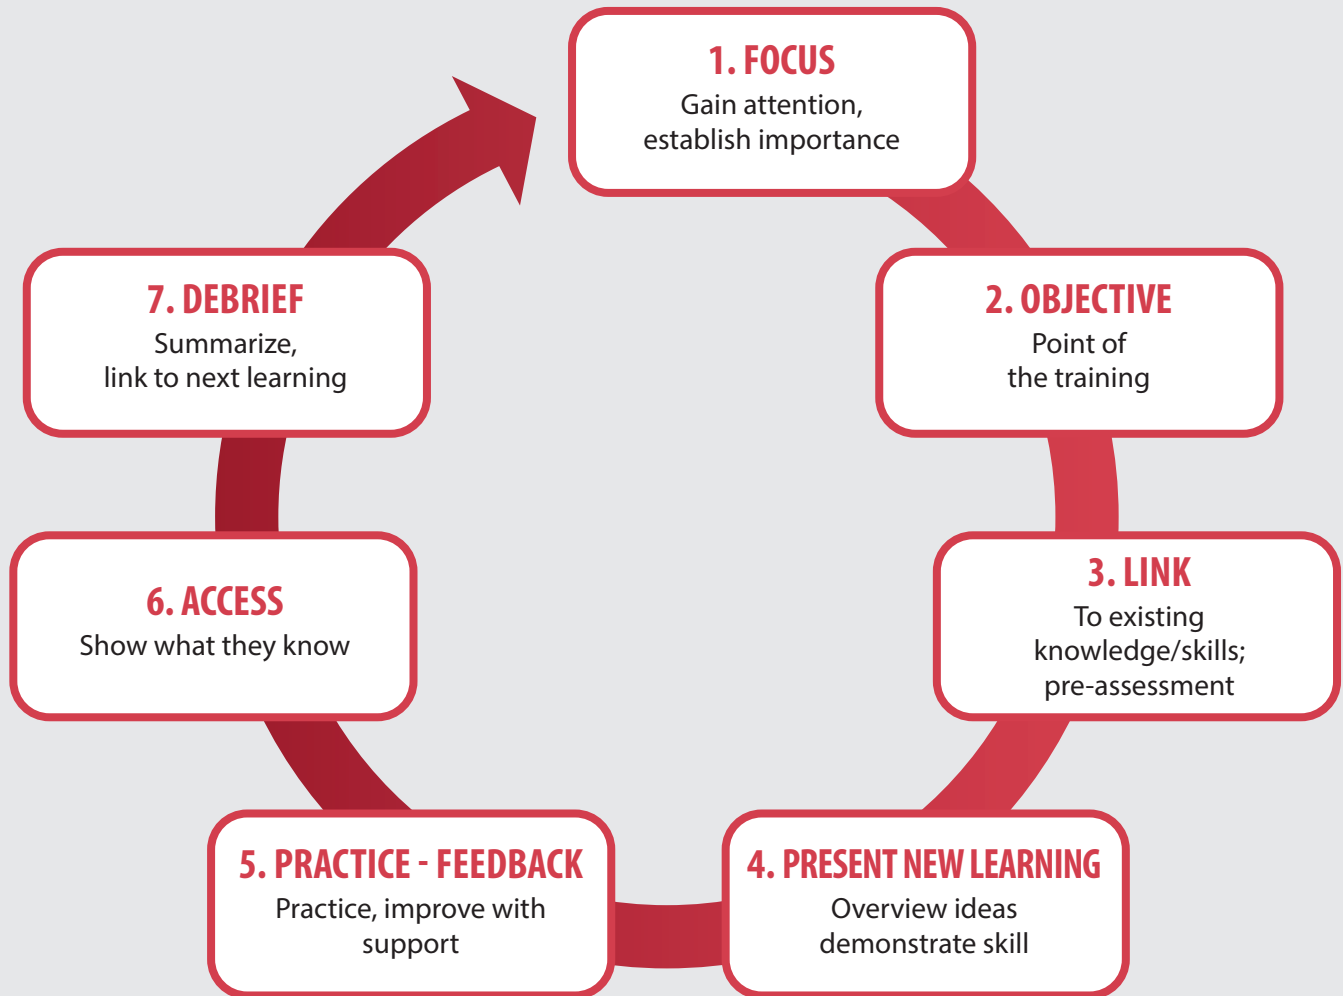 1. FOCUS
Gain attention,
establish importance
2. OBJECTIVE
Point of
the training
3. LINK
To existing
knowledge/skills;
pre-assessment
4. PRESENT NEW LEARNING
Overview ideas
demonstrate skill
5. PRACTICE - FEEDBACK
Practice, improve with
support
6. ACCESS
Show what they know
7. DEBRIEF
Summarize,
link to next learning